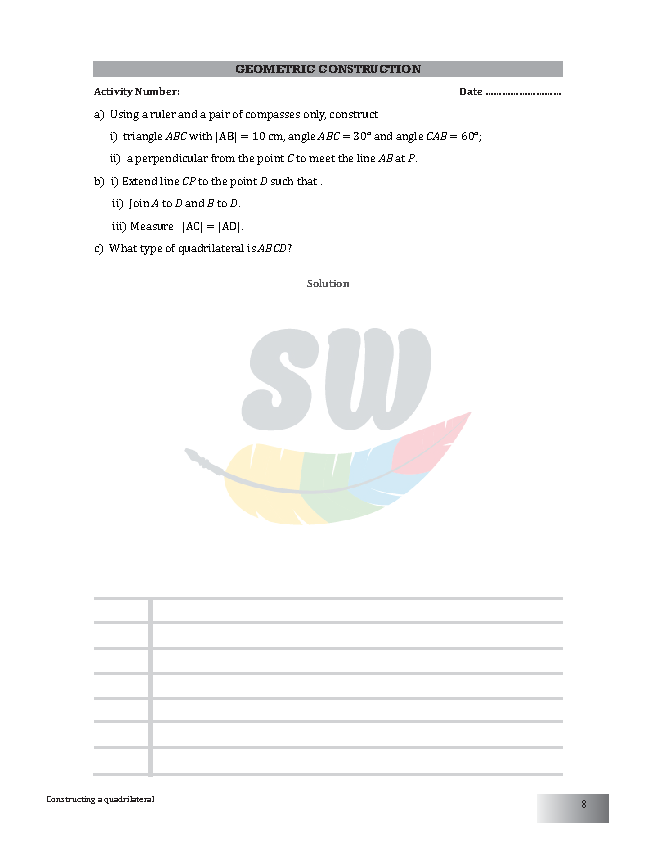 GEOMETRIC CONSTRUCTION
Activity Number: Date ...........................
a) Using a ruler and a pair of compasses only, construct
i) triangle ABC with |AB| = 10 cm, angle ABC = 30° and angle CAB = 60°;
ii) a perpendicular from the point C to meet the line AB at P.
b) i) Extend line CP to the point D such that .
ii) Join A to D and B to D.
iii) Measure |AC| = |AD|.
c) What type of quadrilateral is ABCD?
Solution
SW
Constructing a quadrilateral
8